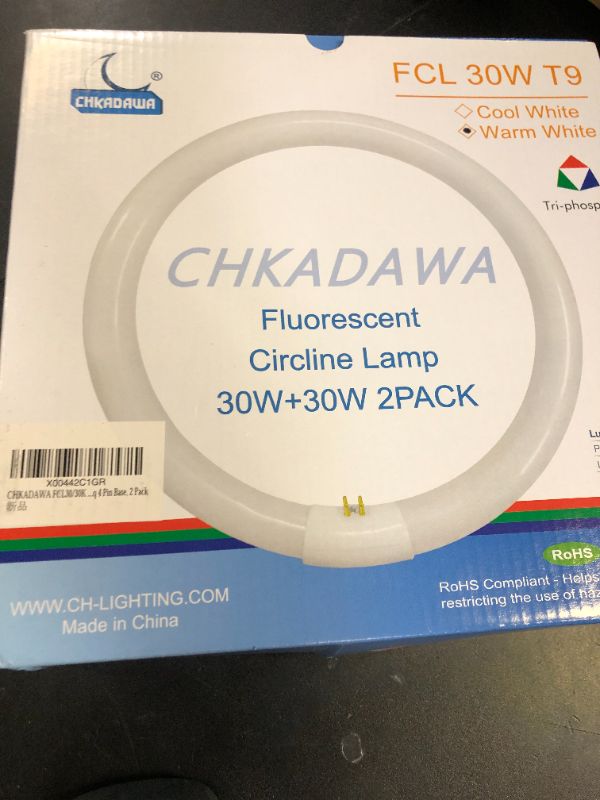 CHKADAWA
®
FCL 30W T9
Cool White
Warm White
Tri-phosp
CHKADAWA
Fluorescent
Circline Lamp
30W+30W 2PACK
Lu
X00442C1GR
CHKADAWA FCL30/30K ...q 4 Pin Base, 2 Pack
新品
RoHS
RoHS Compliant - Helps
restricting the use of haz
WWW.CH-LIGHTING.COM
Made in China